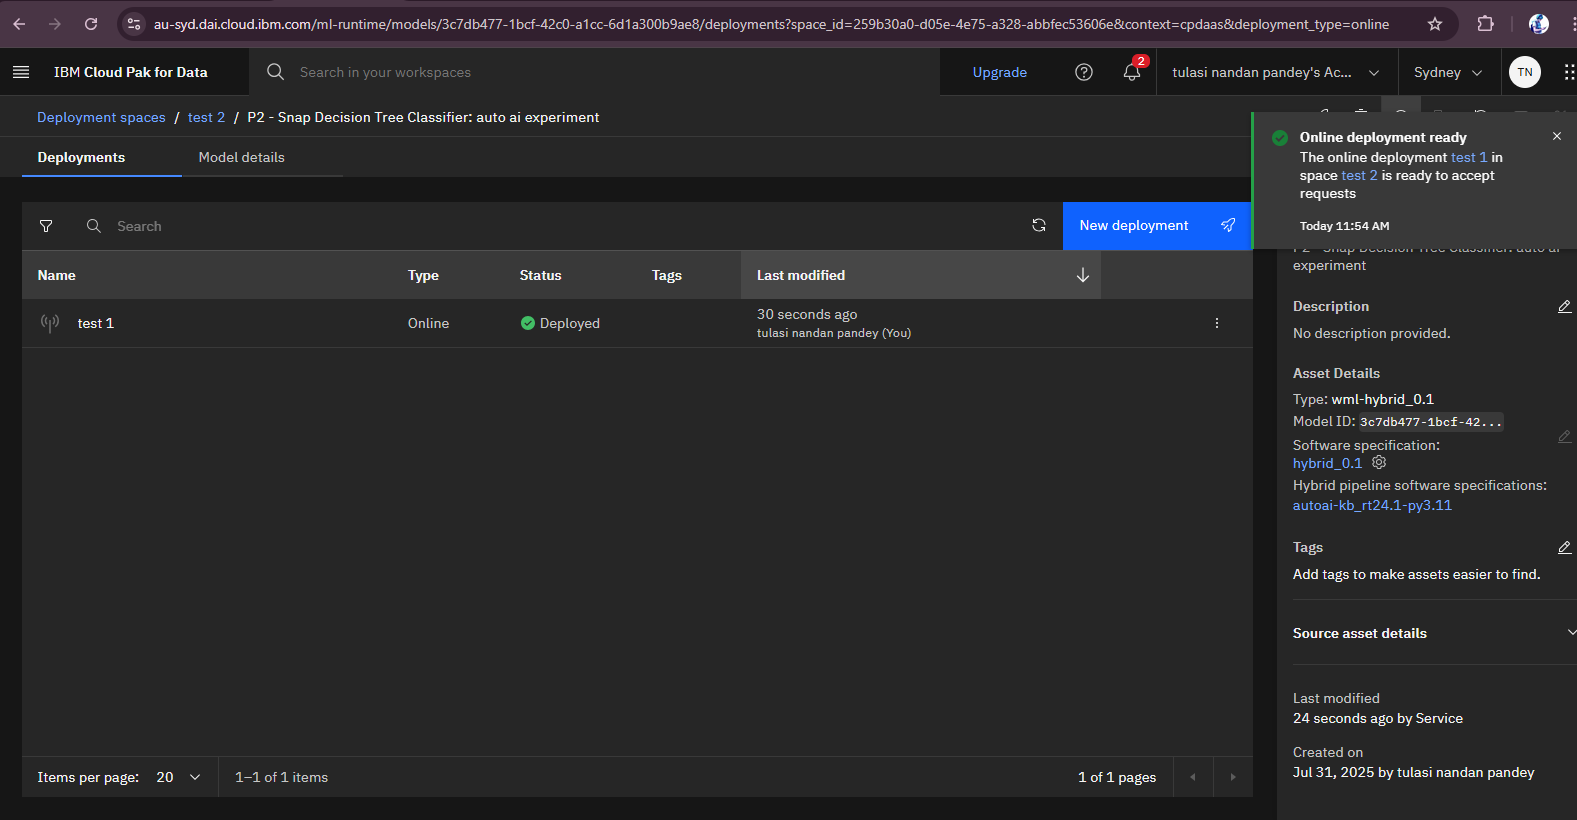 au-syd.dai.cloud.ibm.com/ml-runtime/models/3c7db477-1bcf-42c0-a1cc-6d1a300b9ae8/deployments?space_id=259b30a0-d05e-4e75-a328-abbfec53606e&context=cpdaas&deployment_type=online
IBM Cloud Pak for Data
Search in your workspaces
Upgrade
2
tulasi nandan pandey's Ac...
Sydney
TN
Deployment spaces / test 2 / P2 - Snap Decision Tree Classifier: auto ai experiment
Deployments
Model details
Online deployment ready
The online deployment test 1 in
space test 2 is ready to accept
requests
Today 11:54 AM
Search
New deployment
Name
Type
Status
Tags
Last modified
test 1
Online
Deployed
30 seconds ago
tulasi nandan pandey (You)
Items per page: 20
1–1 of 1 items
1 of 1 pages
P2 - Snap Decision Tree Classifier: auto ai
experiment
Description
No description provided.
Asset Details
Type: wml-hybrid_0.1
Model ID: 3c7db477-1bcf-42...
Software specification:
hybrid_0.1
Hybrid pipeline software specifications:
autoai-kb_rt24.1-py3.11
Tags
Add tags to make assets easier to find.
Source asset details
Last modified
24 seconds ago by Service
Created on
Jul 31, 2025 by tulasi nandan pandey